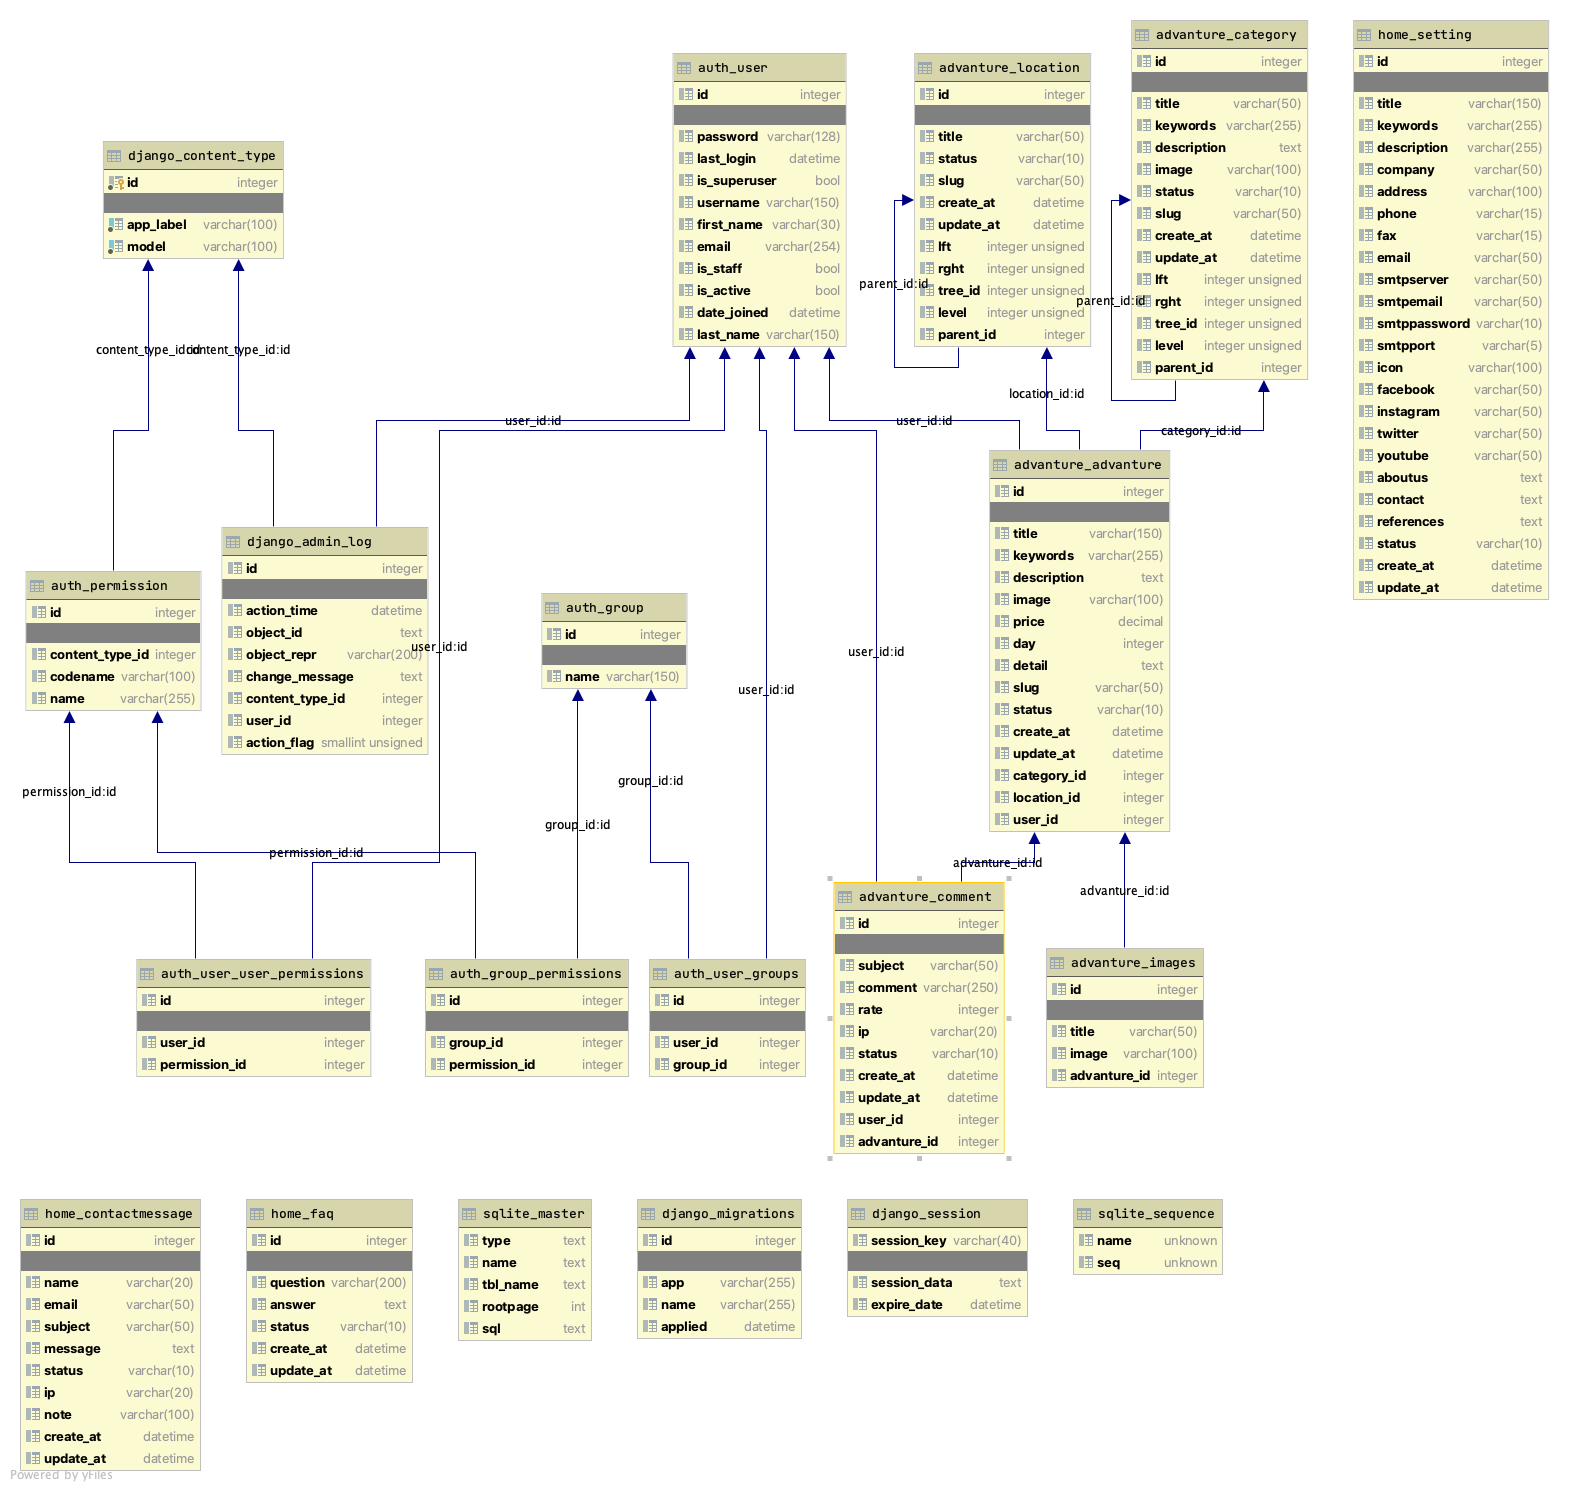 auth_user
id integer
password varchar(128)
last_login datetime
is_superuser bool
username varchar(150)
first_name varchar(30)
email varchar(254)
is_staff bool
is_active bool
date_joined datetime
last_name varchar(150)
advanture_location
id integer
title varchar(50)
status varchar(10)
slug varchar(50)
create_at datetime
update_at datetime
lft integer unsigned
rght integer unsigned
tree_id integer unsigned
level integer unsigned
parent_id integer
parent_id:id
advanture_category
id integer
title varchar(50)
keywords varchar(255)
description text
image varchar(100)
status varchar(10)
slug varchar(50)
create_at datetime
update_at datetime
lft integer unsigned
rght integer unsigned
tree_id integer unsigned
level integer unsigned
parent_id integer
parent_id:id
home_setting
id integer
title varchar(150)
keywords varchar(255)
description varchar(255)
company varchar(50)
address varchar(100)
phone varchar(15)
fax varchar(15)
email varchar(50)
smtpserver varchar(50)
smtpemail varchar(50)
smtppassword varchar(10)
smtpport varchar(5)
icon varchar(100)
facebook varchar(50)
instagram varchar(50)
twitter varchar(50)
youtube varchar(50)
aboutus text
contact text
references text
status varchar(10)
create_at datetime
update_at datetime
django_content_type
id integer
app_label varchar(100)
model varchar(100)
content_type_id:id
content_type_id:id
user_id:id
user_id:id
location_id:id
category_id:id
advanture_advanture
id integer
title varchar(150)
keywords varchar(255)
description text
image varchar(100)
price decimal
day integer
detail text
slug varchar(50)
status varchar(10)
create_at datetime
update_at datetime
category_id integer
location_id integer
user_id integer
django_admin_log
id integer
action_time datetime
object_id text
object_repr varchar(200)
change_message text
content_type_id integer
user_id integer
action_flag smallint unsigned
auth_permission
id integer
content_type_id integer
codename varchar(100)
name varchar(255)
auth_group
id integer
name varchar(150)
user_id:id
user_id:id
user_id:id
permission_id:id
group_id:id
group_id:id
permission_id:id
advanture_id:id
advanture_id:id
auth_user_user_permissions
id integer
user_id integer
permission_id integer
auth_group_permissions
id integer
group_id integer
permission_id integer
auth_user_groups
id integer
user_id integer
group_id integer
advanture_comment
id integer
subject varchar(50)
comment varchar(250)
rate integer
ip varchar(20)
status varchar(10)
create_at datetime
update_at datetime
user_id integer
advanture_id integer
advanture_images
id integer
title varchar(50)
image varchar(100)
advanture_id integer
home_contactmessage
id integer
name varchar(20)
email varchar(50)
subject varchar(50)
message text
status varchar(10)
ip varchar(20)
note varchar(100)
create_at datetime
update_at datetime
home_faq
id integer
question varchar(200)
answer text
status varchar(10)
create_at datetime
update_at datetime
sqlite_master
type text
name text
tbl_name text
rootpage int
sql text
django_migrations
id integer
app varchar(255)
name varchar(255)
applied datetime
django_session
session_key varchar(40)
session_data text
expire_date datetime
sqlite_sequence
name unknown
seq unknown
Powered by yFiles